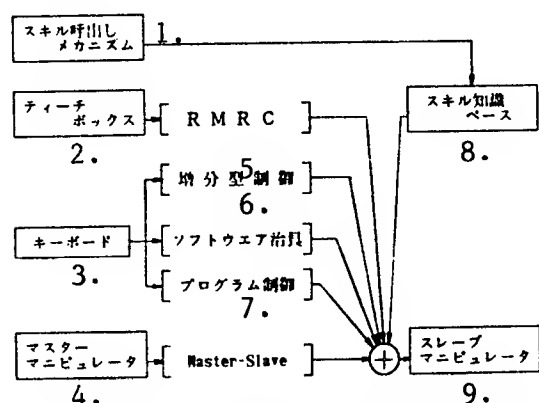 スキル呼出し
メカニズム
1.
ティーチ
ボックス
2.
[ R M R C ]
スキル知識
ベース
8.
5.
[ 増分型制御 ]
6.
キーボード
3.
[ ソフトウエア治具 ]
[ プログラム制御 ]
7.
マスター
マニピュレータ
4.
[ Master-Slave ]
+
スレーブ
マニピュレータ
9.